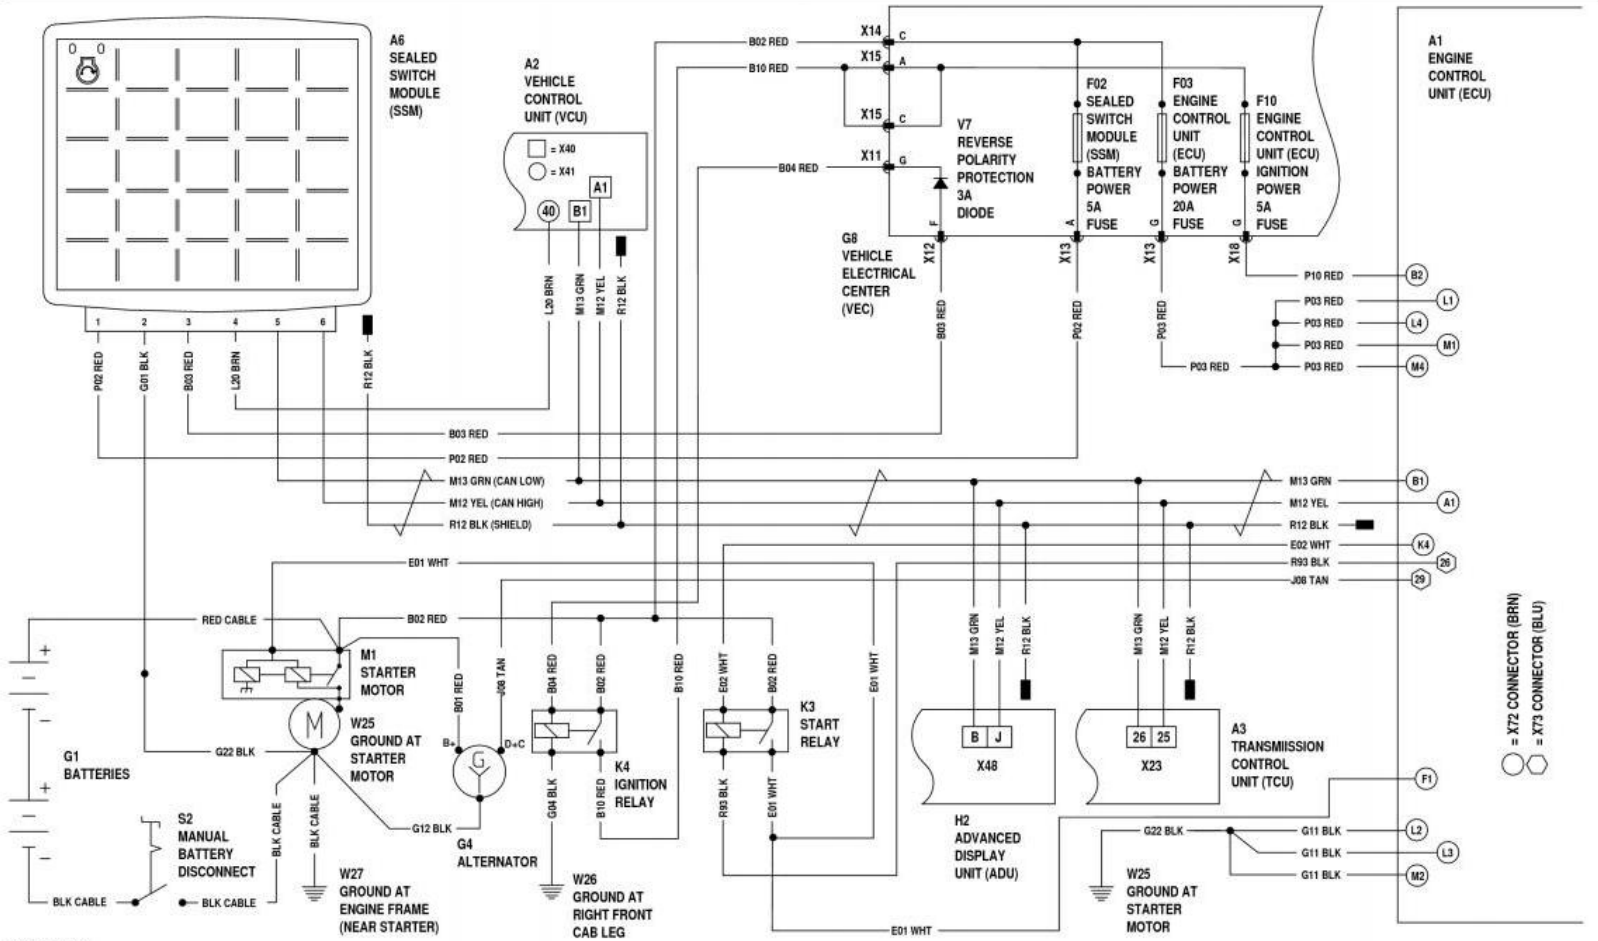 A6
SEALED
SWITCH
MODULE
(SSM)
0 0
1 2 3 4 5 6
P02 RED
G01 BLK
B03 RED
L20 BRN
R12 BLK
A2
VEHICLE
CONTROL
UNIT (VCU)
= X40
= X41
A1
40
B1
L20 BRN
M13 GRN
M12 YEL
R12 BLK
B02 RED
B10 RED
B04 RED
X14
C
X15
A
X15
C
X11
G
V7
REVERSE
POLARITY
PROTECTION
3A
DIODE
F02
SEALED
SWITCH
MODULE
(SSM)
BATTERY
POWER
5A
FUSE
F03
ENGINE
CONTROL
UNIT
(ECU)
BATTERY
POWER
20A
FUSE
F10
ENGINE
CONTROL
UNIT (ECU)
IGNITION
POWER
5A
FUSE
F
A
G
G
X12
X13
X13
X18
G8
VEHICLE
ELECTRICAL
CENTER
(VEC)
B03 RED
P02 RED
P03 RED
A1
ENGINE
CONTROL
UNIT (ECU)
P10 RED
B2
P03 RED
L1
P03 RED
L4
P03 RED
M1
P03 RED
P03 RED
M4
B03 RED
P02 RED
M13 GRN (CAN LOW)
M12 YEL (CAN HIGH)
R12 BLK (SHIELD)
M13 GRN
B1
M12 YEL
A1
R12 BLK
E02 WHT
K4
R93 BLK
26
J08 TAN
29
E01 WHT
RED CABLE
B02 RED
M1
STARTER
MOTOR
M
W25
GROUND AT
STARTER
MOTOR
G22 BLK
B01 RED
J08 TAN
B+
D+C
G
G12 BLK
G4
ALTERNATOR
+
−
G1
BATTERIES
+
−
S2
MANUAL
BATTERY
DISCONNECT
BLK CABLE
BLK CABLE
BLK CABLE
BLK CABLE
W27
GROUND AT
ENGINE FRAME
(NEAR STARTER)
B04 RED
B02 RED
B10 RED
E02 WHT
B02 RED
E01 WHT
K4
IGNITION
RELAY
G04 BLK
B10 RED
K3
START
RELAY
R93 BLK
E01 WHT
W26
GROUND AT
RIGHT FRONT
CAB LEG
E01 WHT
M13 GRN
M12 YEL
R12 BLK
B J
X48
H2
ADVANCED
DISPLAY
UNIT (ADU)
M13 GRN
M12 YEL
R12 BLK
26 25
X23
A3
TRANSMIISSION
CONTROL
UNIT (TCU)
F1
G22 BLK
G11 BLK
L2
G11 BLK
L3
G11 BLK
M2
W25
GROUND AT
STARTER
MOTOR
= X72 CONNECTOR (BRN)
= X73 CONNECTOR (BLU)